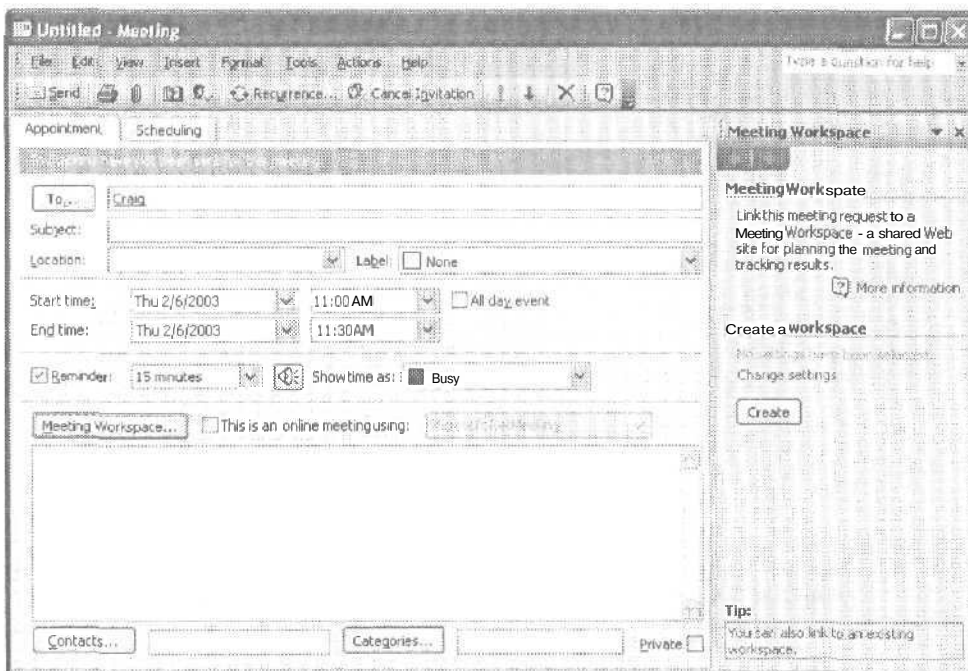 Untitled - Meeting
File Edit View Insert Format Tools Actions Help
Type a question for help
Send Recurrence... Cancel Invitation
Appointment Scheduling
Meeting Workspace
To... Craig
Subject:
Location: Label: None
Start time: Thu 2/6/2003 11:00 AM All day event
End time: Thu 2/6/2003 11:30AM
Reminder: 15 minutes Show time as: Busy
Meeting Workspace... This is an online meeting using:
Contacts... Categories... Private
Meeting Workspate
Link this meeting request to a
Meeting Workspace - a shared Web
site for planning the meeting and
tracking results.
More information
Create a workspace
Change settings
Create
Tip:
You can also link to an existing
workspace.